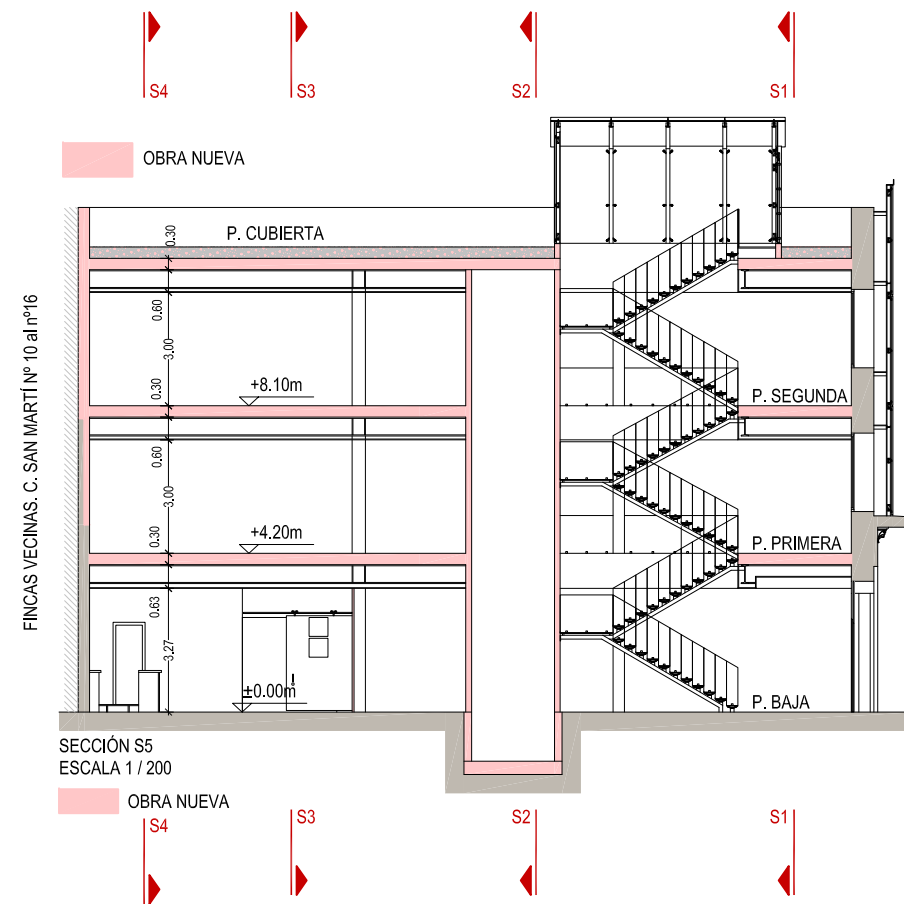 S4
S3
S2
S1
OBRA NUEVA
P. CUBIERTA
0.30
0.60
3.00
0.30
+8.10m
P. SEGUNDA
0.60
3.00
0.30
+4.20m
P. PRIMERA
0.63
3.27
±0.00m
P. BAJA
FINCAS VECINAS. C. SAN MARTÍ Nº 10 al nº16
SECCIÓN S5
ESCALA 1 / 200
OBRA NUEVA
S4
S3
S2
S1